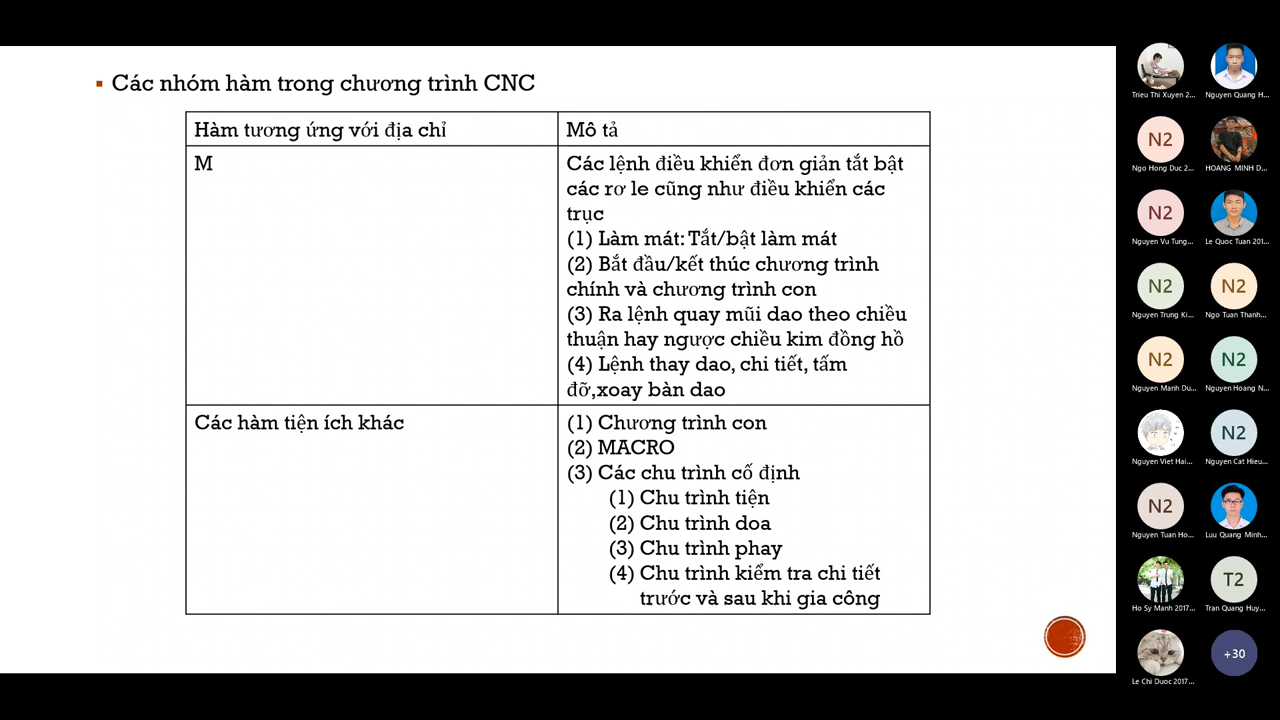 Các nhóm hàm trong chương trình CNC
Hàm tương ứng với địa chỉ
Mô tả
M
Các lệnh điều khiển đơn giản tắt bật
các rơ le cũng như điều khiển các
trục
(1) Làm mát: Tắt/bật làm mát
(2) Bắt đầu/kết thúc chương trình
chính và chương trình con
(3) Ra lệnh quay mũi dao theo chiều
thuận hay ngược chiều kim đồng hồ
(4) Lệnh thay dao, chi tiết, tấm
đỡ,xoay bàn dao
Các hàm tiện ích khác
(1) Chương trình con
(2) MACRO
(3) Các chu trình cố định
(1) Chu trình tiện
(2) Chu trình doa
(3) Chu trình phay
(4) Chu trình kiểm tra chi tiết
trước và sau khi gia công
Trieu Thi Xuyen 2...
Nguyen Quang H...
N2
Ngo Hong Duc 2...
HOANG MINH D...
N2
Nguyen Vu Tung...
Le Quoc Tuan 201...
N2
N2
Nguyen Trung Ki...
Ngo Tuan Thanh...
N2
N2
Nguyen Manh Du...
Nguyen Hoang N...
N2
Nguyen Viet Hai...
Nguyen Cat Hieu...
N2
Nguyen Tuan Ho...
Luu Quang Minh...
T2
Ho Sy Manh 2017...
Tran Quang Huy...
+30
Le Chi Duoc 2017...